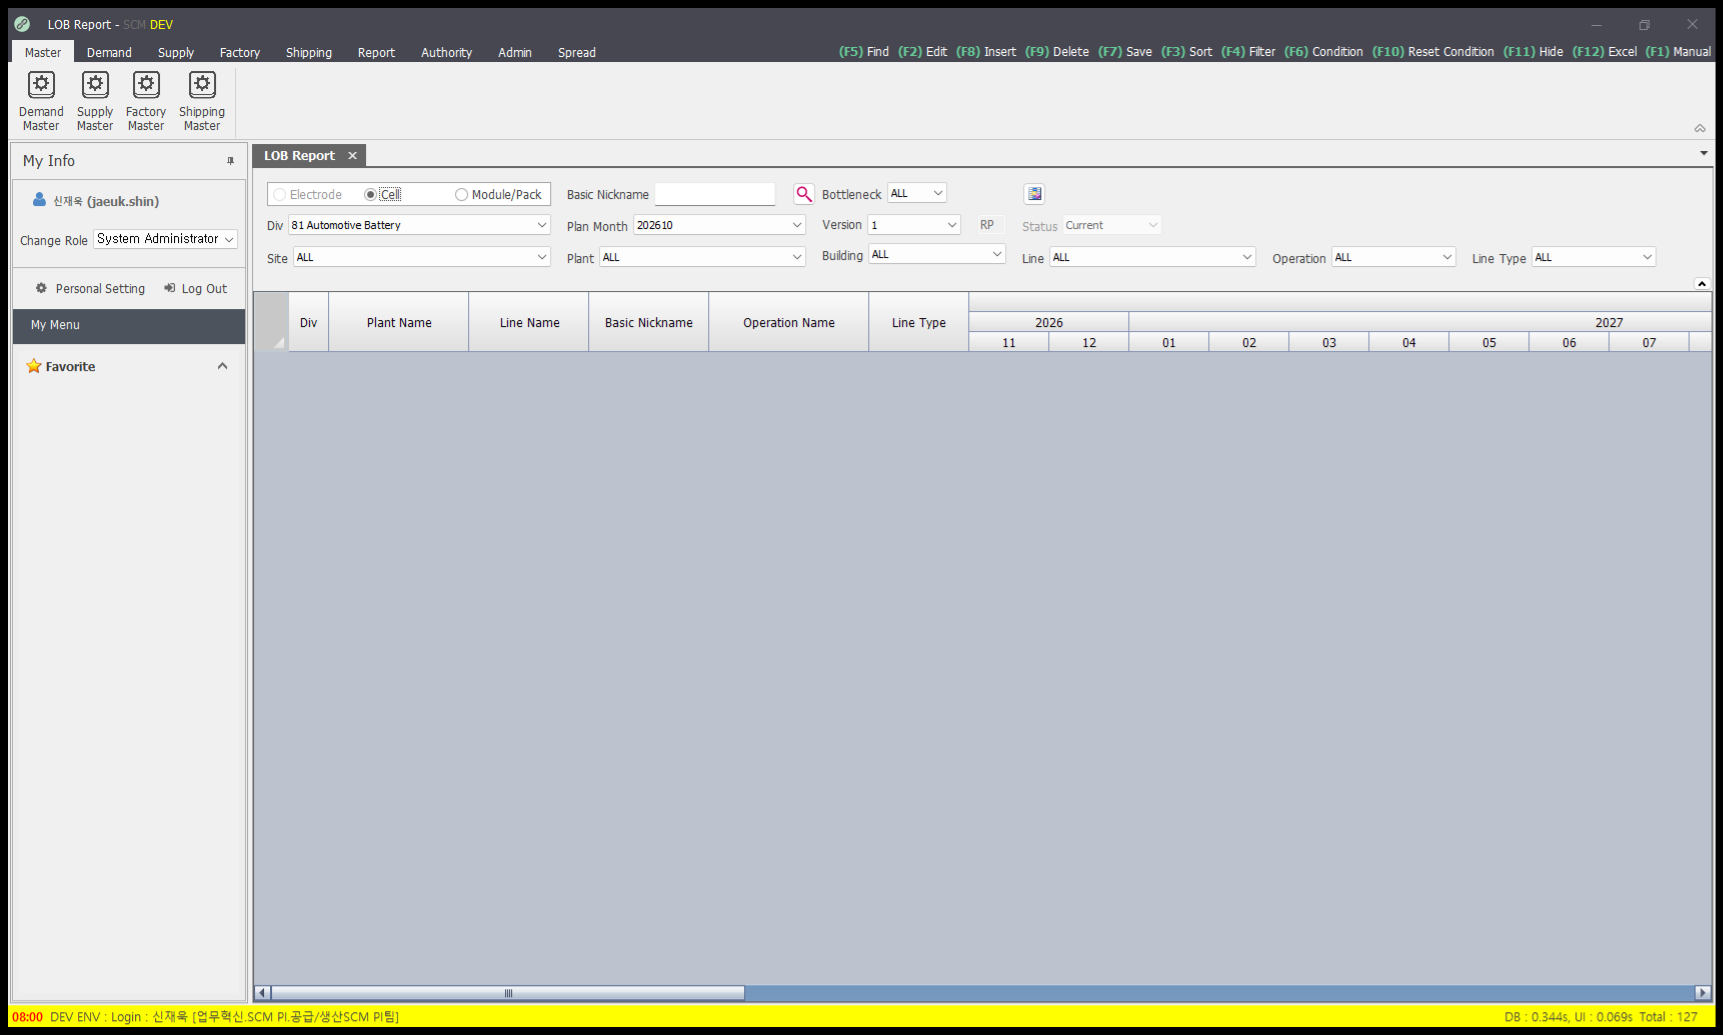 LOB Report - SCM DEV
Master Demand Supply Factory Shipping Report Authority Admin Spread (F5) Find (F2) Edit (F8) Insert (F9) Delete (F7) Save (F3) Sort (F4) Filter (F6) Condition (F10) Reset Condition (F11) Hide (F12) Excel (F1) Manual
Demand Master Supply Master Factory Master Shipping Master
My Info
신재욱 (jaeuk.shin)
Change Role System Administrator
Personal Setting Log Out
My Menu
Favorite
LOB Report
Electrode Cell Module/Pack Basic Nickname Bottleneck ALL
Div 81 Automotive Battery Plan Month 202610 Version 1 RP Status Current
Site ALL Plant ALL Building ALL Line ALL Operation ALL Line Type ALL
Div Plant Name Line Name Basic Nickname Operation Name Line Type 2026 2027
11 12 01 02 03 04 05 06 07
08:00 DEV ENV : Login : 신재욱 [업무혁신.SCM PI.공급/생산SCM PI팀] DB : 0.344s, UI : 0.069s Total : 127